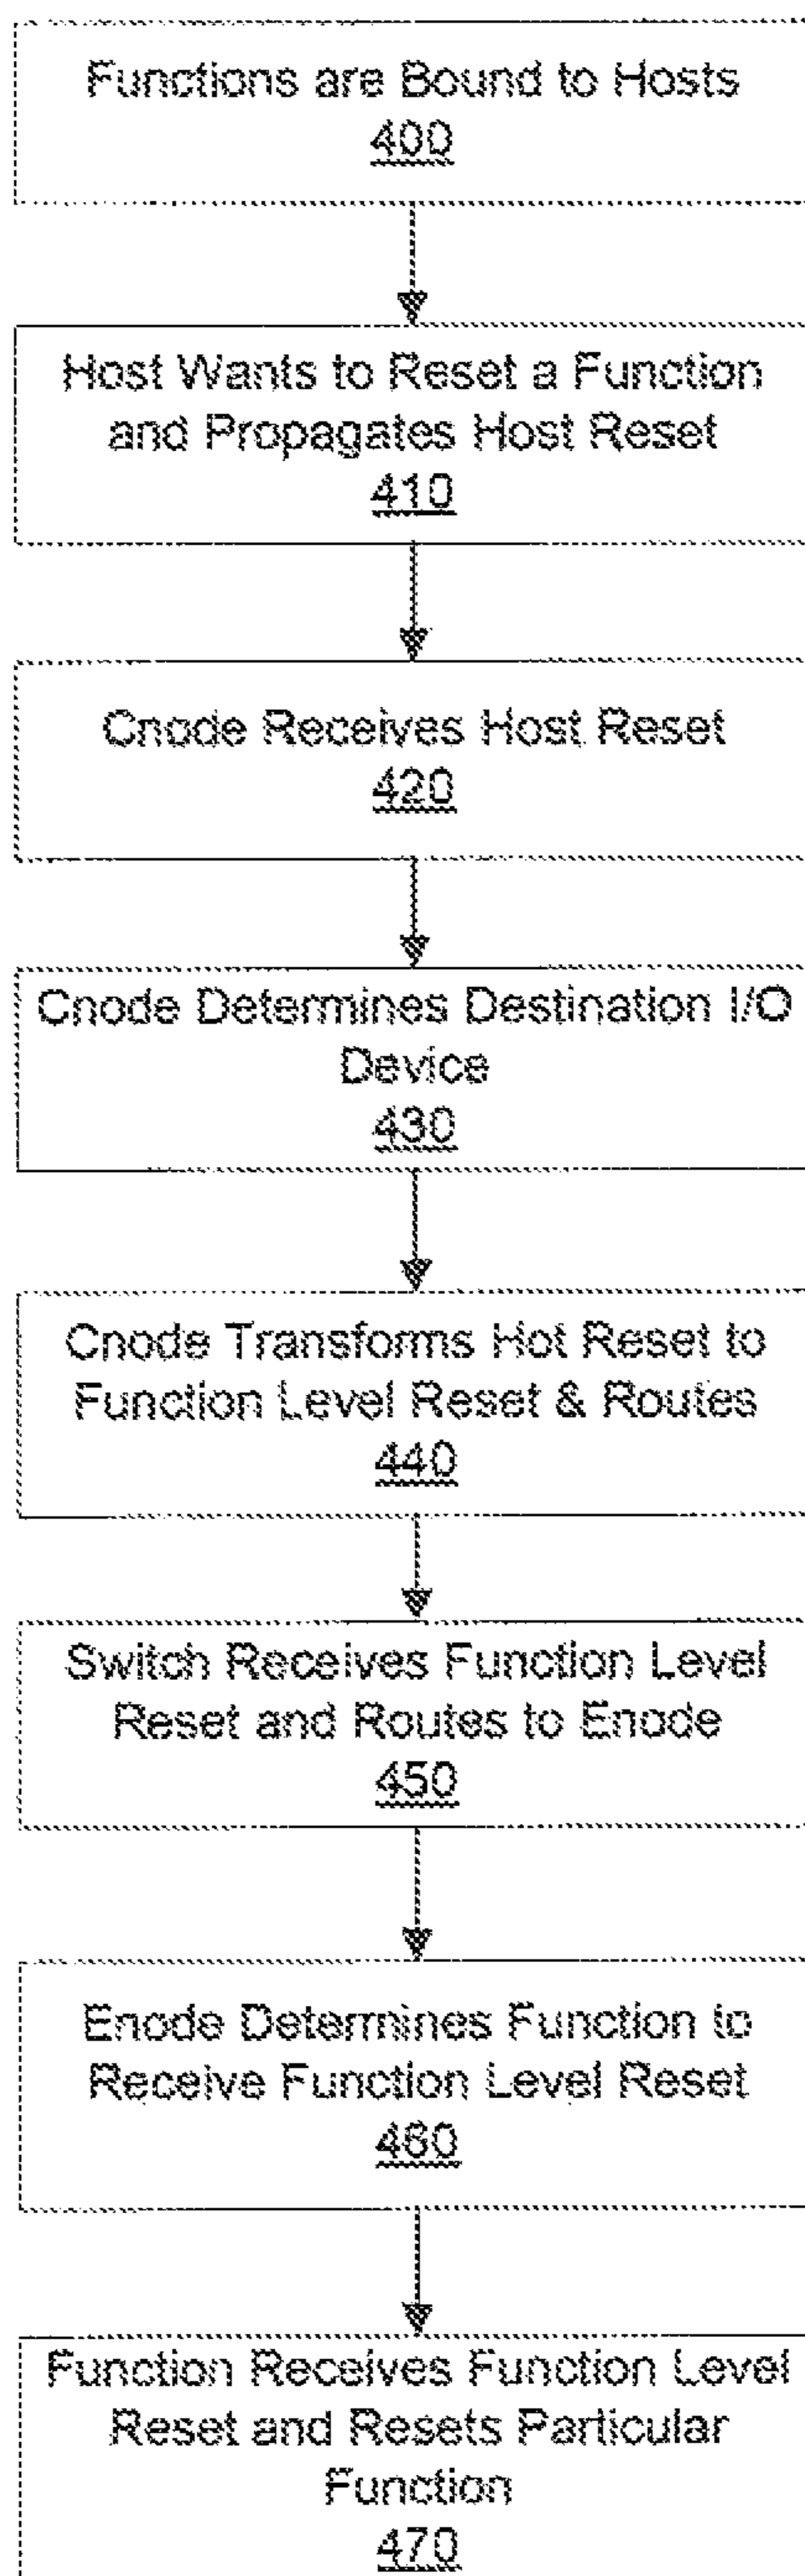 Functions are Bound to Hosts
400
Host Wants to Reset a Function
and Propagates Host Reset
410
Cnode Receives Host Reset
420
Cnode Determines Destination I/O
Device
430
Cnode Transforms Hot Reset to
Function Level Reset & Routes
440
Switch Receives Function Level
Reset and Routes to Enode
450
Enode Determines Function to
Receive Function Level Reset
460
Function Receives Function Level
Reset and Resets Particular
Function
470